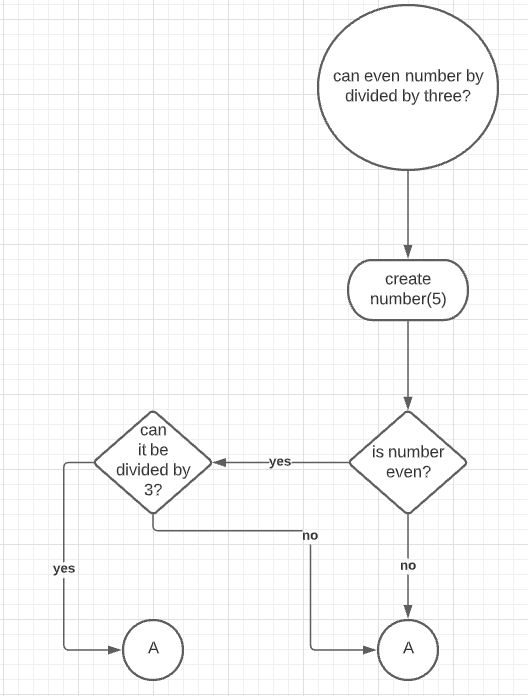 can even number by
divided by three?
create
number(5)
can
it be
divided by
3?
yes
is number
even?
no
yes
no
A
A